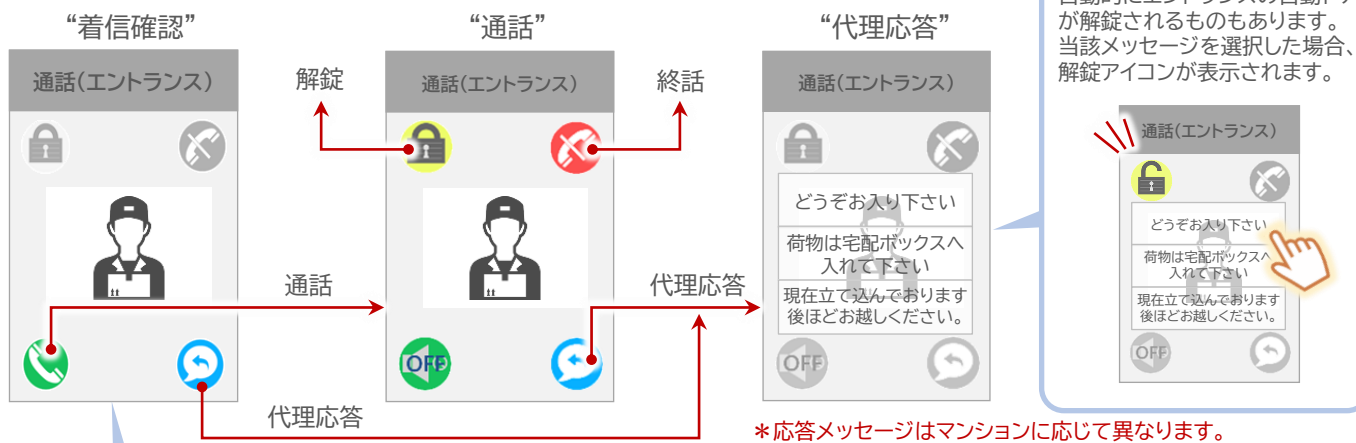 自動的にエントランスの自動ドア
が解錠されるものもあります。
当該メッセージを選択した場合、
解錠アイコンが表示されます。
“着信確認”
“通話”
“代理応答”
通話(エントランス)
解錠
通話(エントランス)
終話
通話(エントランス)
通話(エントランス)
どうぞお入り下さい
荷物は宅配ボックスへ
入れて下さい
現在立て込んでおります
後ほどお越しください。
どうぞお入り下さい
荷物は宅配ボックスへ
入れて下さい
現在立て込んでおります
後ほどお越しください。
通話
代理応答
OFF
OFF
OFF
代理応答
＊応答メッセージはマンションに応じて異なります。